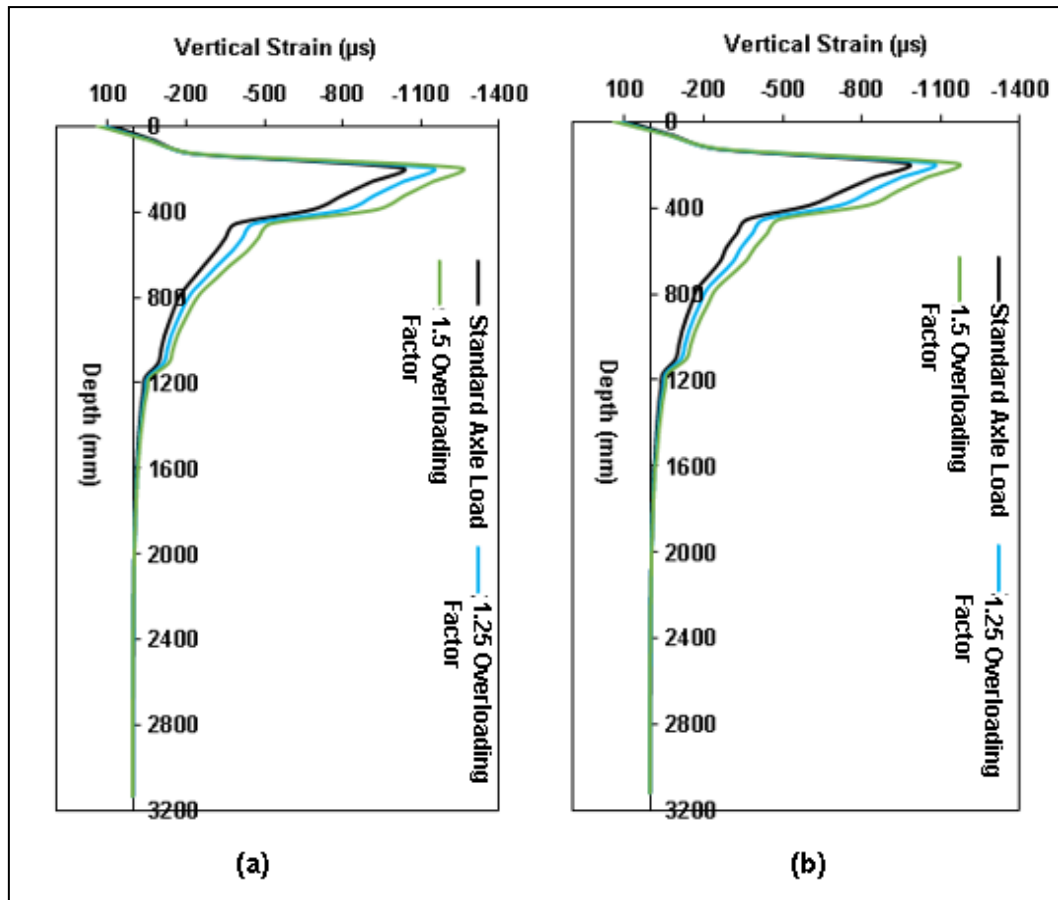 Vertical Strain (µs)
100 -200 -500 -800 -1100 -1400
0
400
800
1200
1600
2000
2400
2800
3200
Depth (mm)
Standard Axle Load
1.25 Overloading
Factor
1.5 Overloading
Factor
(a)
Vertical Strain (µs)
100 -200 -500 -800 -1100 -1400
0
400
800
1200
1600
2000
2400
2800
3200
Depth (mm)
Standard Axle Load
1.25 Overloading
Factor
1.5 Overloading
Factor
(b)